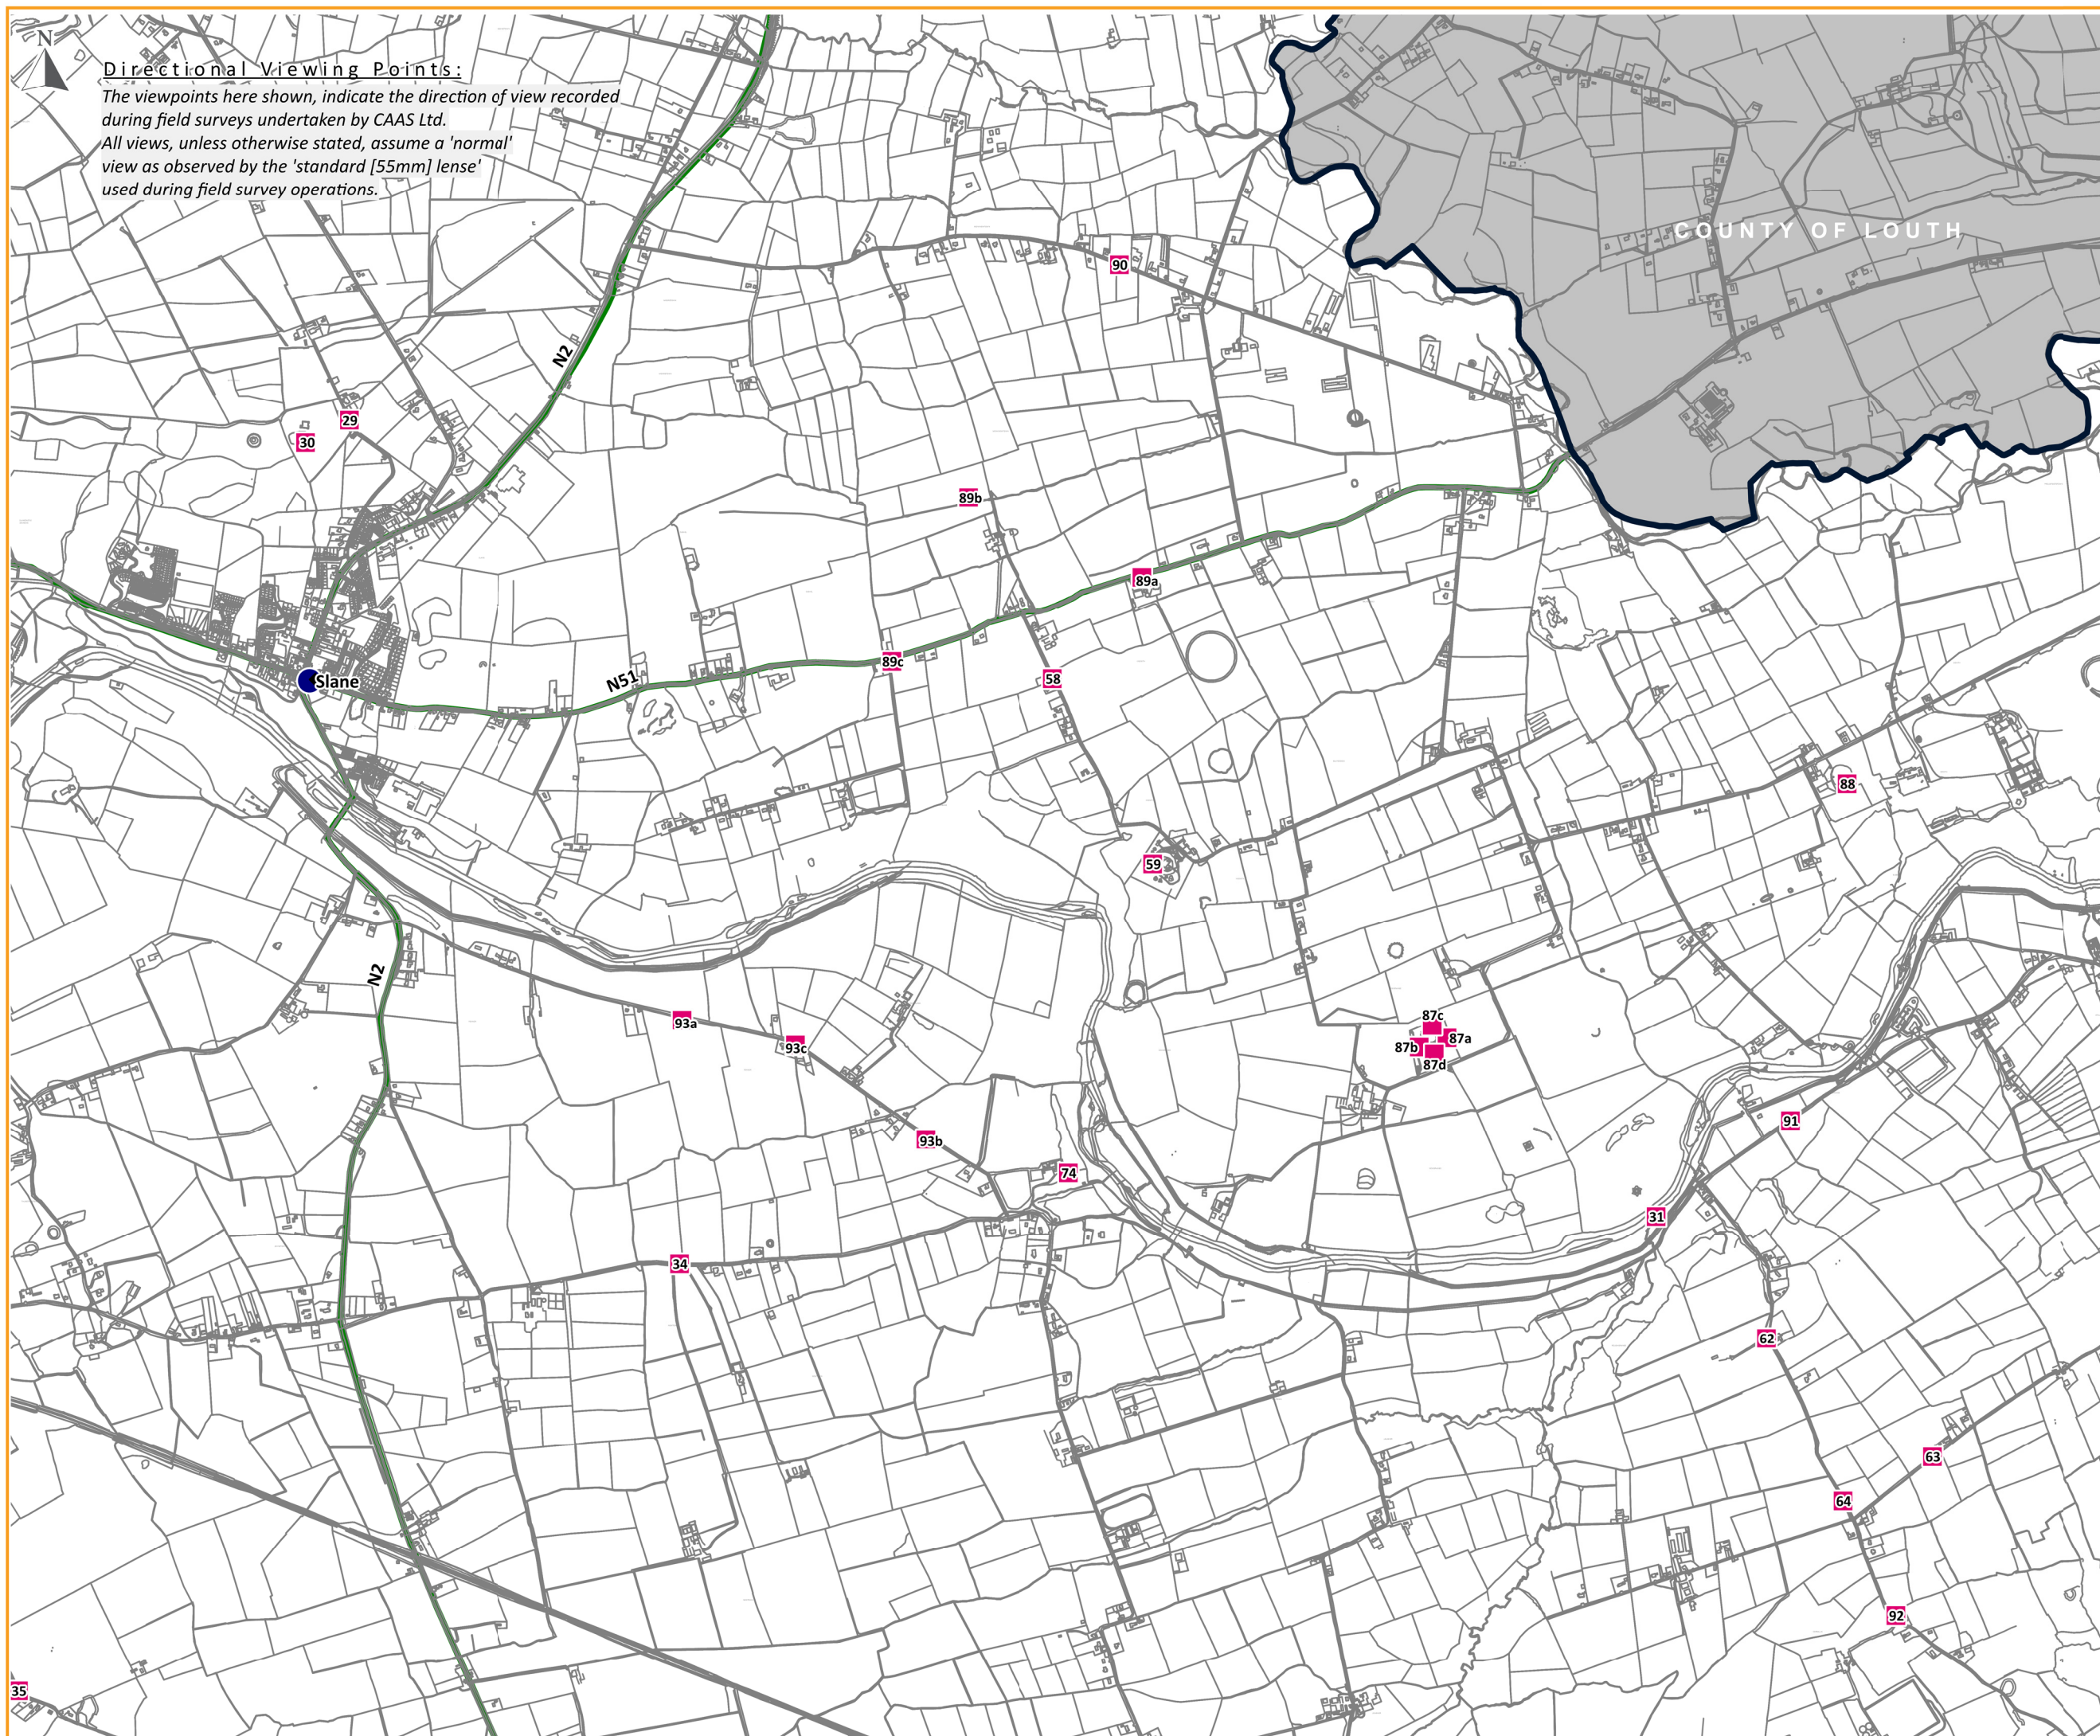 N
Directional Viewing Points:
The viewpoints here shown, indicate the direction of view recorded
during field surveys undertaken by CAAS Ltd.
All views, unless otherwise stated, assume a 'normal'
view as observed by the 'standard [55mm] lense'
used during field survey operations.
COUNTY OF LOUTH
90
N2
29
30
89b
89a
89c
58
N51
Slane
88
59
N2
93a
93c
87c
87a
87b
87d
91
93b
74
31
34
62
63
64
92
35